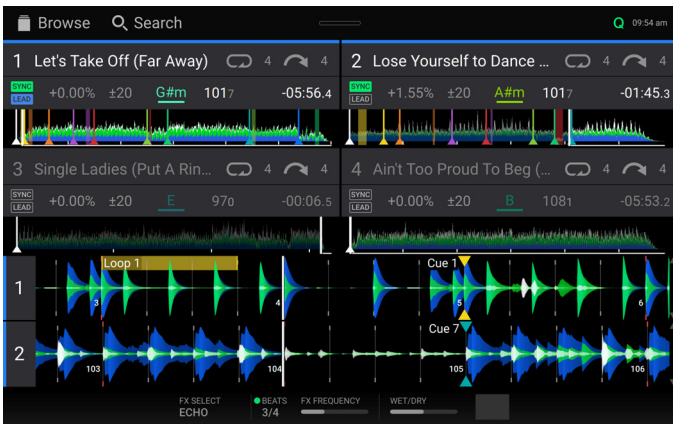 Browse Search Q 09:54 am
1 Let's Take Off (Far Away) 4 4
SYNC
LEAD
+0.00% ±20 G#m 1017 -05:56.4
2 Lose Yourself to Dance ... 4 4
SYNC
LEAD
+1.55% ±20 A#m 1017 -01:45.3
3 Single Ladies (Put A Rin... 4 4
SYNC
LEAD
+0.00% ±20 E 970 -00:06.5
4 Ain't Too Proud To Beg (... 4 4
SYNC
LEAD
+0.00% ±20 B 1081 -05:53.2
Loop 1 Cue 1
1
3 4 5 6
Cue 7
2
103 104 105 106
FX SELECT BEATS FX FREQUENCY WET/DRY
ECHO 3/4